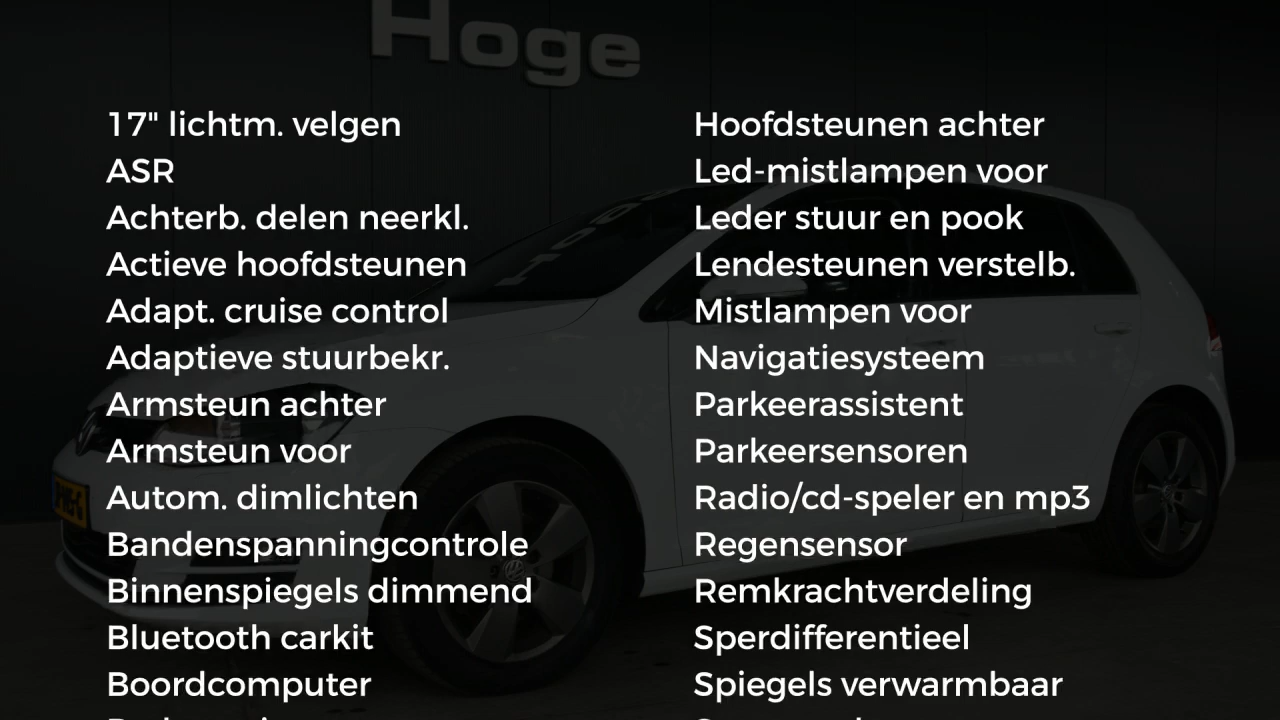 Hoge
17" lichtm. velgen
ASR
Achterb. delen neerkl.
Actieve hoofdsteunen
Adapt. cruise control
Adaptieve stuurbekr.
Armsteun achter
Armsteun voor
Autom. dimlichten
Bandenspanningcontrole
Binnenspiegels dimmend
Bluetooth carkit
Boordcomputer
Hoofdsteunen achter
Led-mistlampen voor
Leder stuur en pook
Lendesteunen verstelb.
Mistlampen voor
Navigatiesysteem
Parkeerassistent
Parkeersensoren
Radio/cd-speler en mp3
Regensensor
Remkrachtverdeling
Sperdifferentieel
Spiegels verwarmbaar